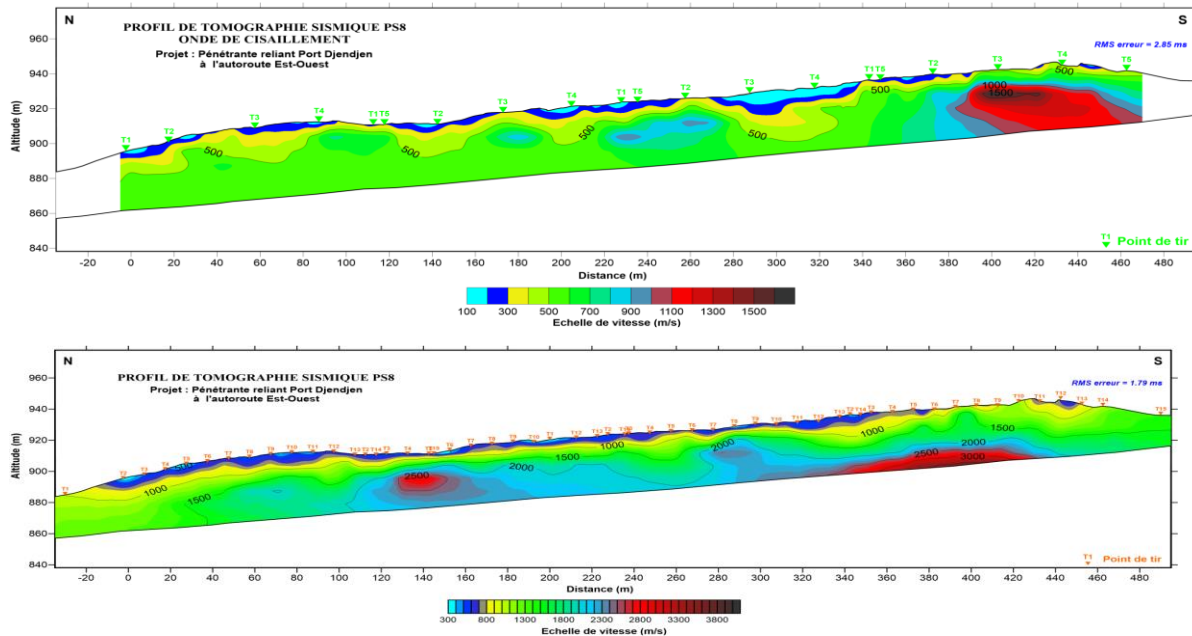 N
S
PROFIL DE TOMOGRAPHIE SISMIQUE PS8
ONDE DE CISAILLEMENT
Projet : Pénétrante reliant Port Djendjen
à l'autoroute Est-Ouest
RMS erreur = 2.85 ms
Altitude (m)
960
940
920
900
880
860
840
T1 T2 T3 T4 T1 T5 T2 T3 T4 T1 T5 T2 T3 T4 T1 T5 T2 T3 T4 T5
500 500 500 500 500 500 1000 1500 500
T1 Point de tir
-20 0 20 40 60 80 100 120 140 160 180 200 220 240 260 280 300 320 340 360 380 400 420 440 460 480
Distance (m)
100 300 500 700 900 1100 1300 1500
Echelle de vitesse (m/s)
N
S
PROFIL DE TOMOGRAPHIE SISMIQUE PS8
Projet : Pénétrante reliant Port Djendjen
à l'autoroute Est-Ouest
RMS erreur = 1.79 ms
Altitude (m)
960
940
920
900
880
860
840
500 1000 1500 2500 2000 1500 1000 2000 1000 2500 3000 2000 1500
T1 Point de tir
-20 0 20 40 60 80 100 120 140 160 180 200 220 240 260 280 300 320 340 360 380 400 420 440 460 480
Distance (m)
300 800 1300 1800 2300 2800 3300 3800
Echelle de vitesse (m/s)